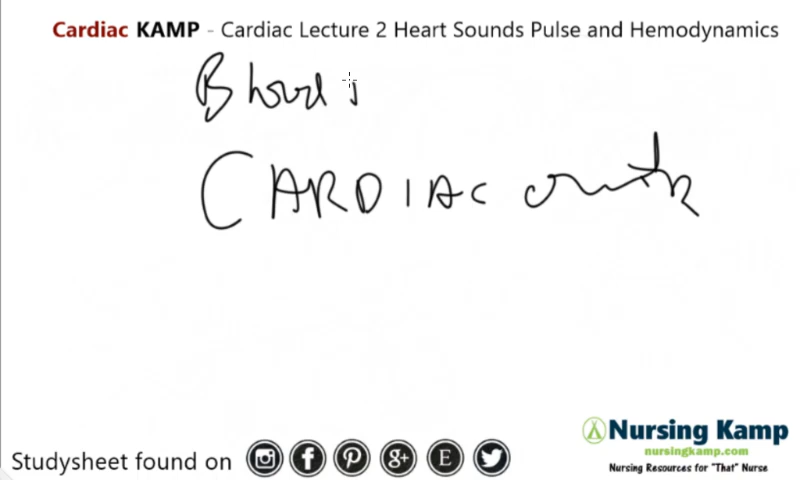 Cardiac KAMP - Cardiac Lecture 2 Heart Sounds Pulse and Hemodynamics
CARDIAC
Nursing Kamp
nursingkamp.com
Nursing Resources for "That" Nurse
Studysheet found on